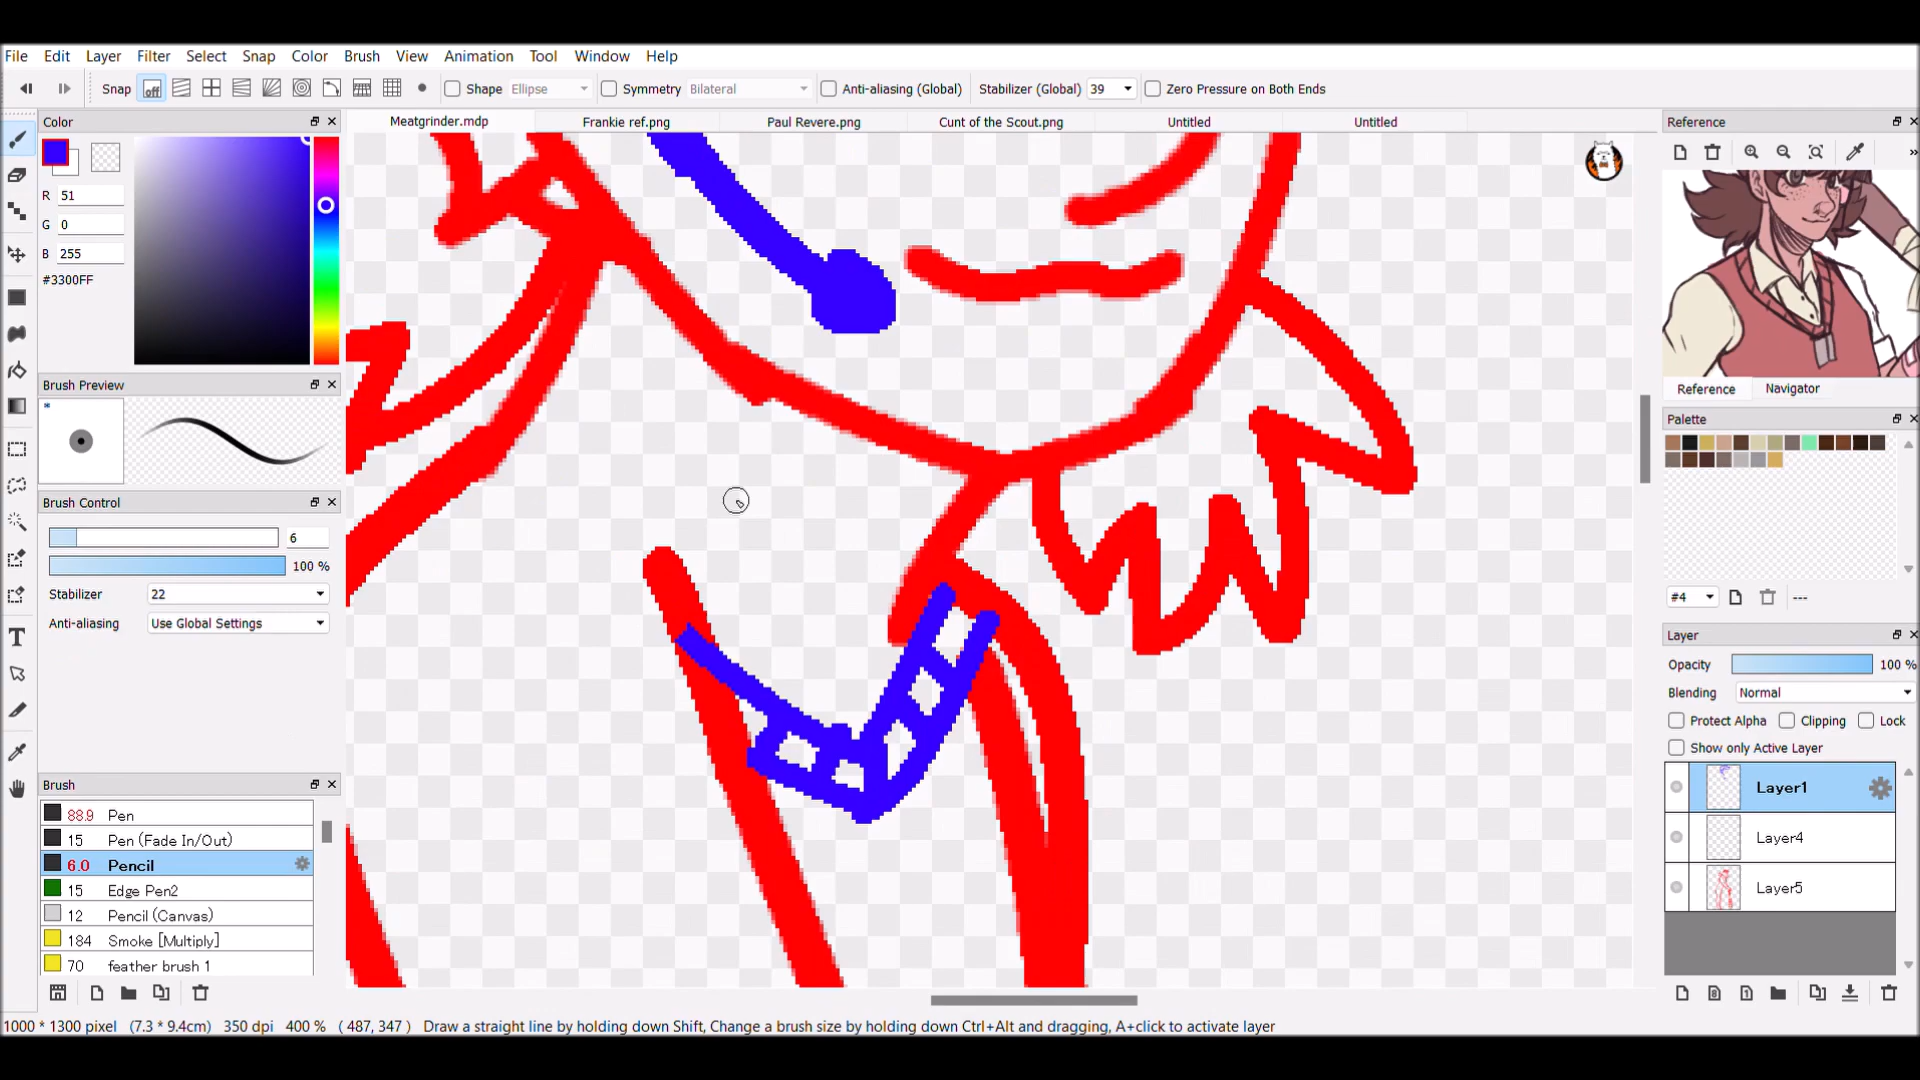 File Edit Layer Filter Select Snap Color Brush View Animation Tool Window Help
Snap off Shape Ellipse Symmetry Bilateral Anti-aliasing (Global) Stabilizer (Global) 39 Zero Pressure on Both Ends
Color
Meatgrinder.mdp Frankie ref.png Paul Revere.png Cunt of the Scout.png Untitled Untitled
Reference
R 51
G 0
B 255
#3300FF
Brush Preview
*
Reference Navigator
Palette
Brush Control
6
100 %
Stabilizer 22
Anti-aliasing Use Global Settings
#4 ---
Layer
Opacity 100 %
Blending Normal
Protect Alpha Clipping Lock
Show only Active Layer
Layer1
Layer4
Layer5
Brush
88.9 Pen
15 Pen (Fade In/Out)
6.0 Pencil
15 Edge Pen2
12 Pencil (Canvas)
184 Smoke [Multiply]
70 feather brush 1
1000 * 1300 pixel (7.3 * 9.4cm) 350 dpi 400 % ( 487, 347 ) Draw a straight line by holding down Shift, Change a brush size by holding down Ctrl+Alt and dragging, A+click to activate layer